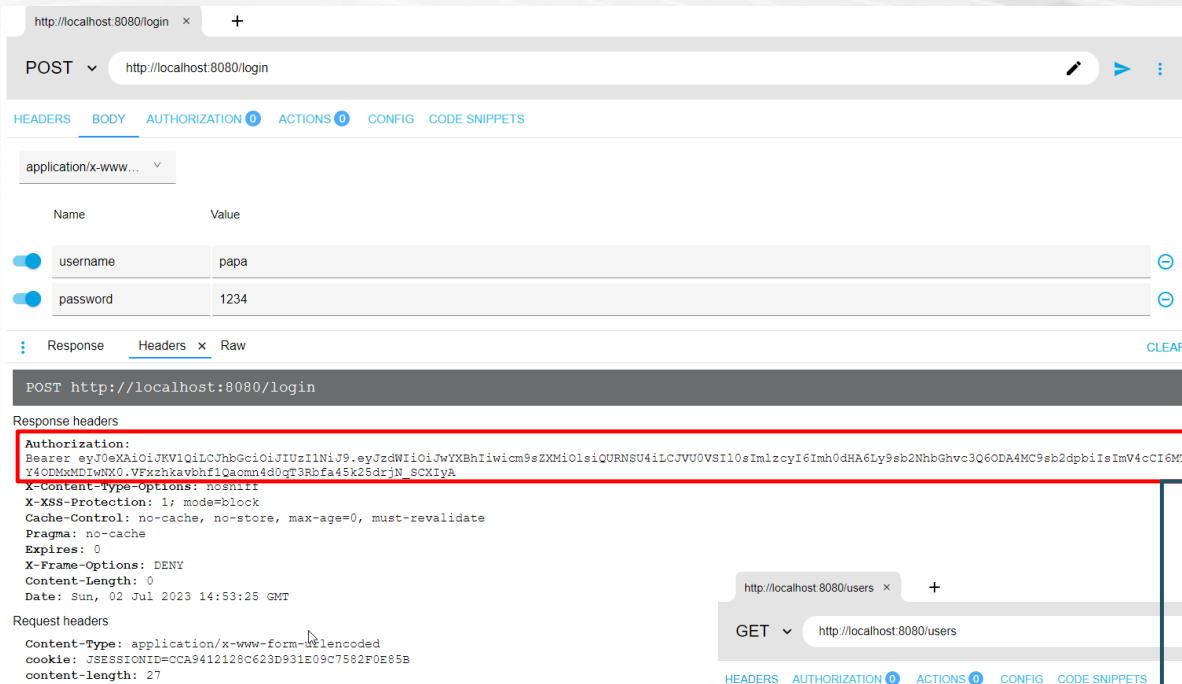 http://localhost:8080/login × +
POST http://localhost:8080/login
HEADERS BODY AUTHORIZATION 0 ACTIONS 0 CONFIG CODE SNIPPETS
application/x-www...
Name Value
username papa
password 1234
Response Headers × Raw
CLEAR
POST http://localhost:8080/login
Response headers
Authorization:
Bearer eyJ0eXAiOiJKV1QiLCJhbGciOiJIUzI1NiJ9.eyJzdWIiOiJwYXBhIiwicm9sZXMiOlsiQURNSU4iLCJVU0VSIl0sImlzcyI6Imh0dHA6Ly9sb2NhbGhvc3Q6ODA4MC9sb2dpbiIsImV4cCI6MT
Y4ODMxMDIwNX0.VFxzhkavbhf1Qaomn4d0qT3Rbfa45k25drjN_SCXIyA
X-Content-Type-Options: nosniff
X-XSS-Protection: 1; mode=block
Cache-Control: no-cache, no-store, max-age=0, must-revalidate
Pragma: no-cache
Expires: 0
X-Frame-Options: DENY
Content-Length: 0
Date: Sun, 02 Jul 2023 14:53:25 GMT
Request headers
Content-Type: application/x-www-form-urlencoded
cookie: JSESSIONID=CCA9412128C623D931E09C7582F0E85B
content-length: 27
http://localhost:8080/users × +
GET http://localhost:8080/users
HEADERS AUTHORIZATION 0 ACTIONS 0 CONFIG CODE SNIPPETS